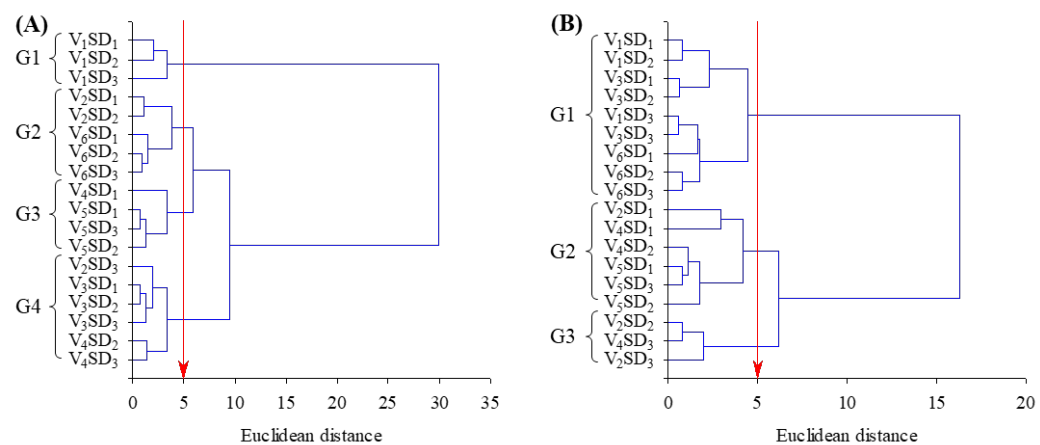 (A)
G1
V₁SD₁
V₁SD₂
V₁SD₃
G2
V₂SD₁
V₂SD₂
V₆SD₁
V₆SD₂
V₆SD₃
G3
V₄SD₁
V₅SD₁
V₅SD₃
V₅SD₂
G4
V₂SD₃
V₃SD₁
V₃SD₂
V₃SD₃
V₄SD₂
V₄SD₃
0 5 10 15 20 25 30 35
Euclidean distance
(B)
G1
V₁SD₁
V₁SD₂
V₃SD₁
V₃SD₂
V₁SD₃
V₃SD₃
V₆SD₁
V₆SD₂
V₆SD₃
G2
V₂SD₁
V₄SD₁
V₄SD₂
V₅SD₁
V₅SD₃
V₅SD₂
G3
V₂SD₂
V₄SD₃
V₂SD₃
0 5 10 15 20
Euclidean distance